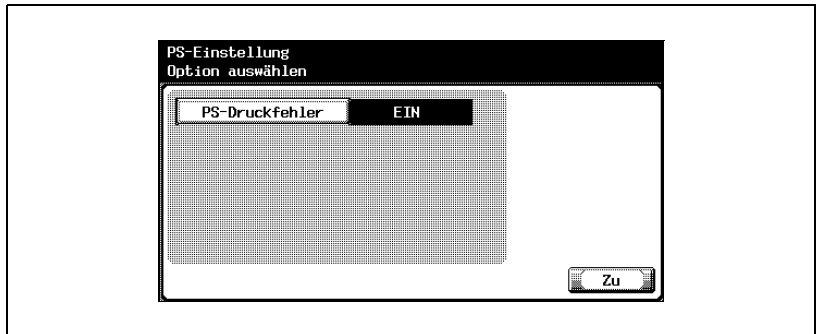 PS-Einstellung
Option auswählen
PS-Druckfehler EIN
Zu